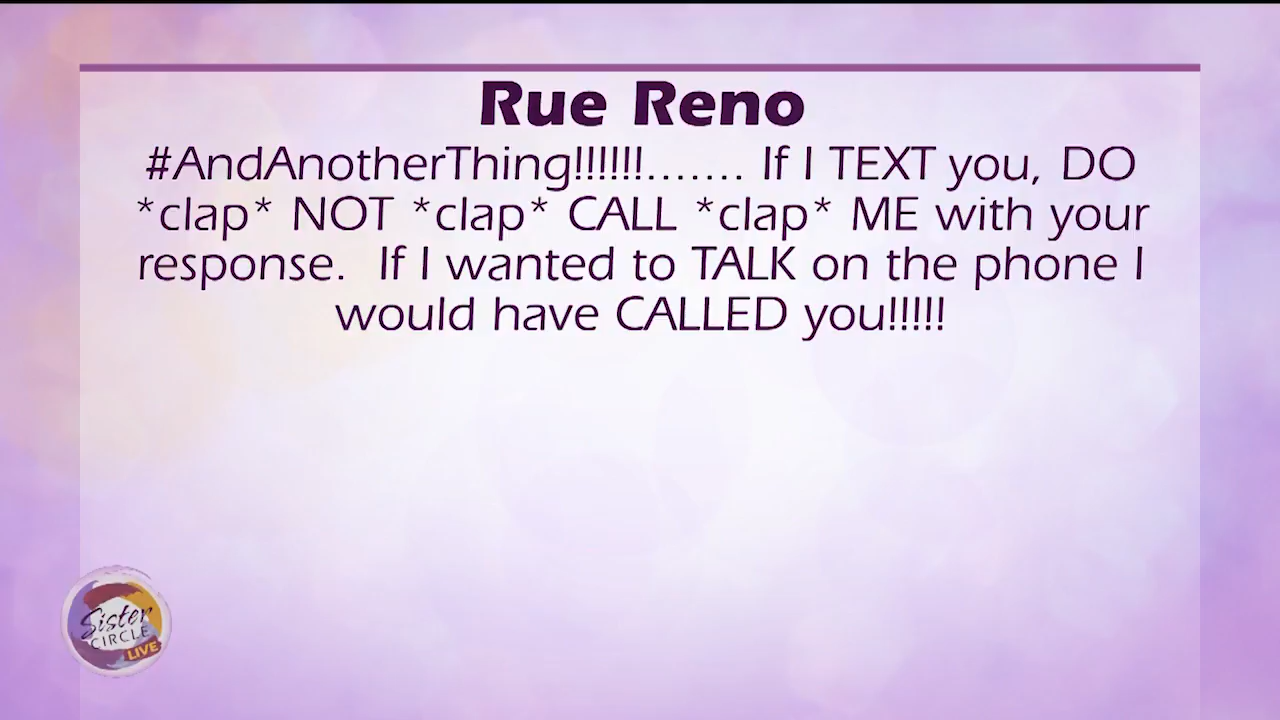 Rue Reno
#AndAnotherThing!!!!!!....... If I TEXT you, DO
*clap* NOT *clap* CALL *clap* ME with your
response.  If I wanted to TALK on the phone I
would have CALLED you!!!!!
Sister
CIRCLE
LIVE